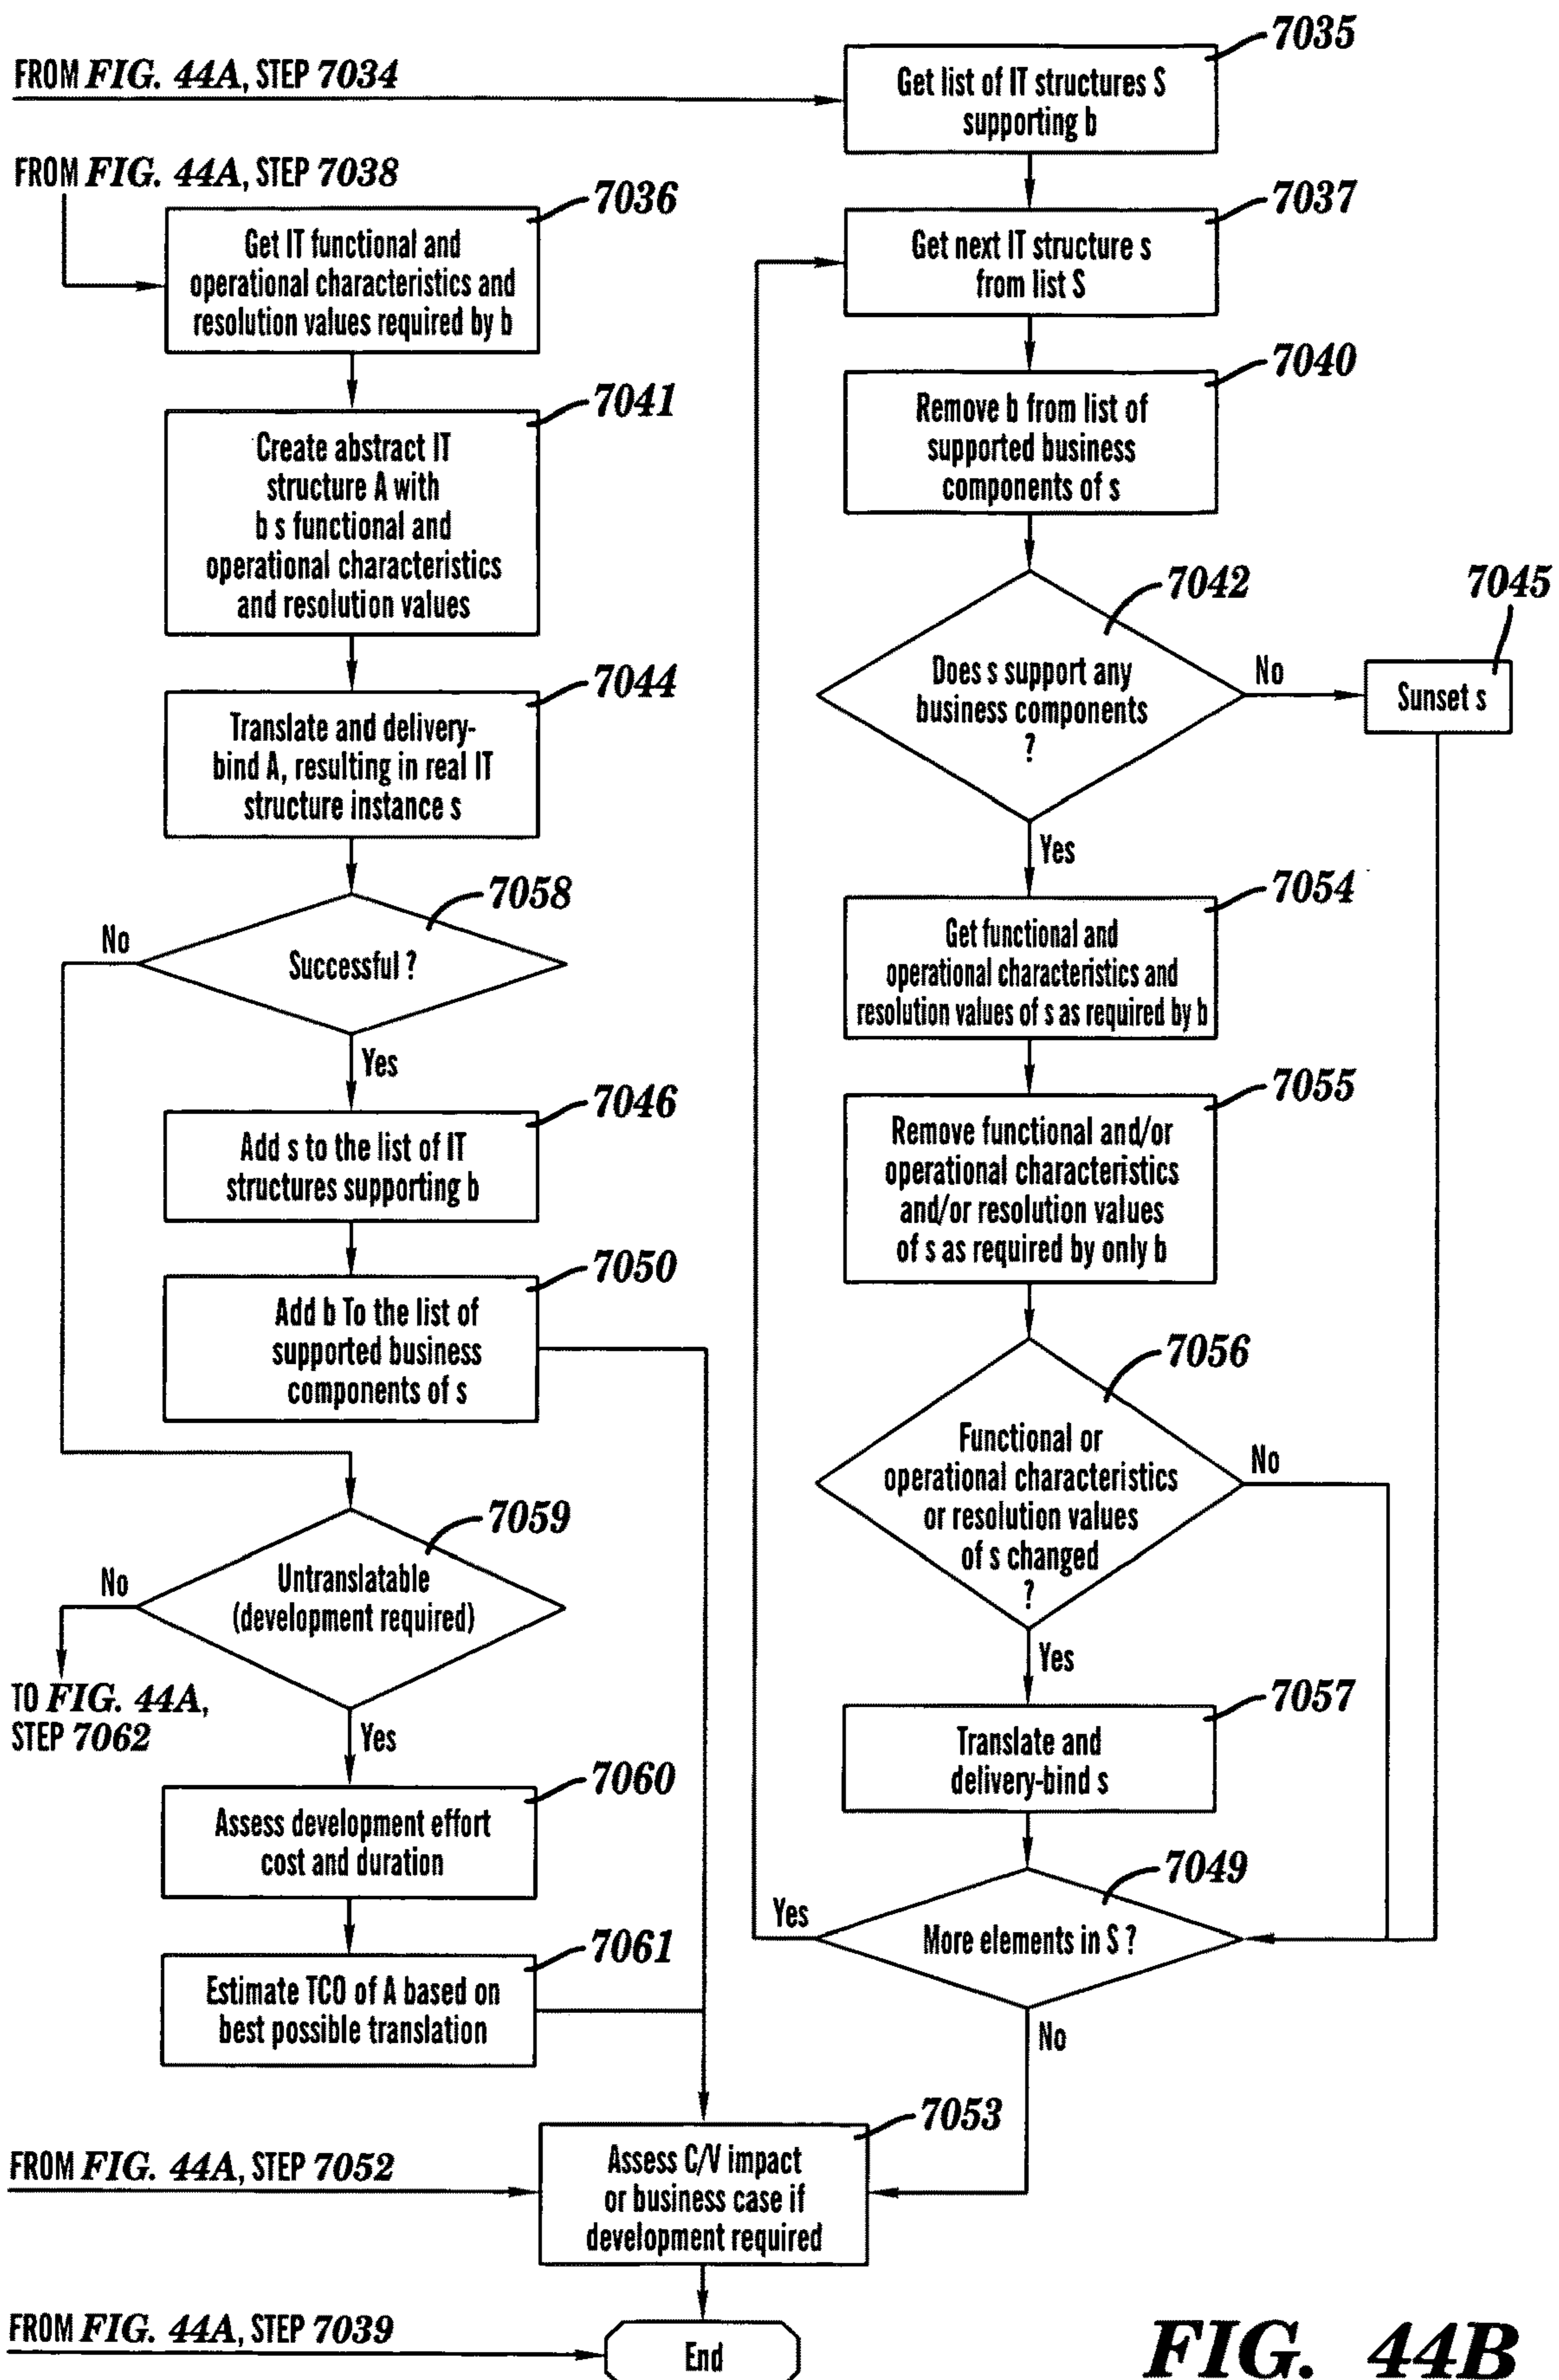 FROM FIG. 44A, STEP 7034
7035
Get list of IT structures S
supporting b
FROM FIG. 44A, STEP 7038
7036
Get IT functional and
operational characteristics and
resolution values required by b
7037
Get next IT structure s
from list S
7041
Create abstract IT
structure A with
b s functional and
operational characteristics
and resolution values
7040
Remove b from list of
supported business
components of s
7044
Translate and delivery-
bind A, resulting in real IT
structure instance s
7042
Does s support any
business components
?
No
7045
Sunset s
Yes
7058
Successful ?
No
Yes
7054
Get functional and
operational characteristics and
resolution values of s as required by b
7046
Add s to the list of IT
structures supporting b
7055
Remove functional and/or
operational characteristics
and/or resolution values
of s as required by only b
7050
Add b To the list of
supported business
components of s
7056
Functional or
operational characteristics
or resolution values
of s changed
?
No
Yes
7059
Untranslatable
(development required)
No
TO FIG. 44A,
STEP 7062
Yes
7057
Translate and
delivery-bind s
7060
Assess development effort
cost and duration
7049
More elements in S ?
Yes
No
7061
Estimate TCO of A based on
best possible translation
7053
Assess C/V impact
or business case if
development required
FROM FIG. 44A, STEP 7052
FROM FIG. 44A, STEP 7039
End
FIG. 44B